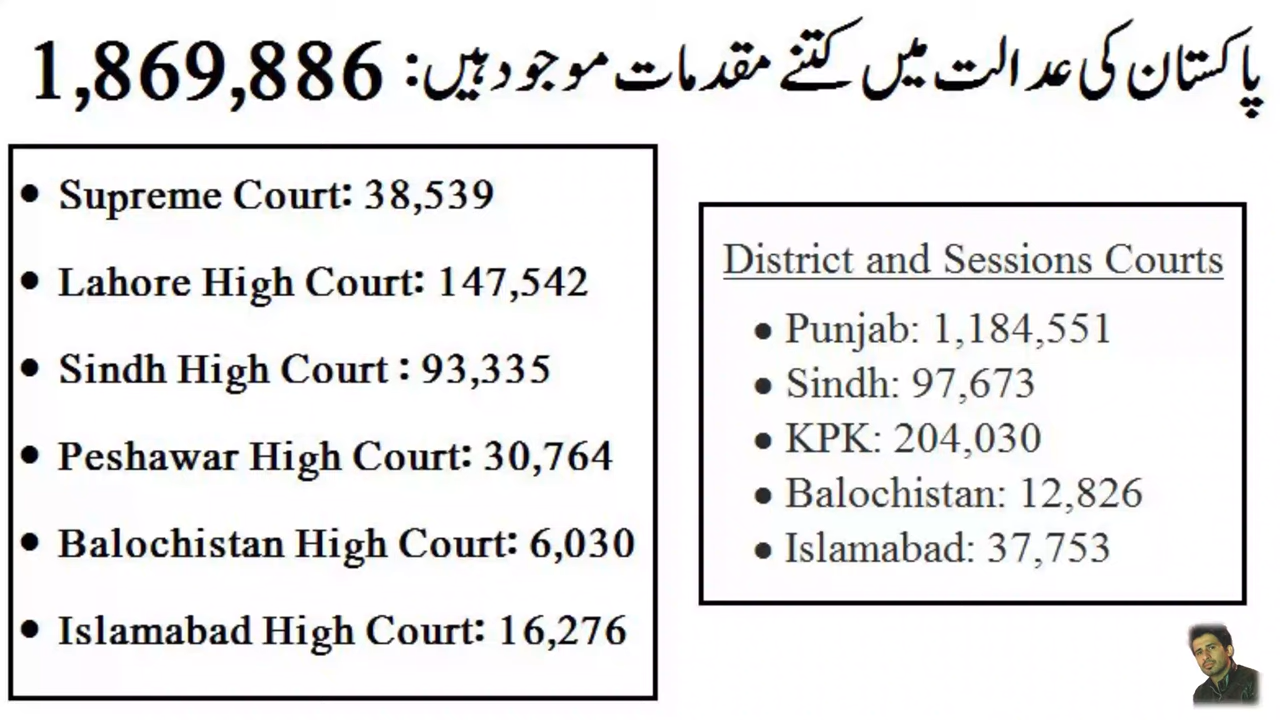 پاکستان کی عدالت میں کتنے مقدمات موجود ہیں: 1,869,886
• Supreme Court: 38,539
• Lahore High Court: 147,542
• Sindh High Court : 93,335
• Peshawar High Court: 30,764
• Balochistan High Court: 6,030
• Islamabad High Court: 16,276
District and Sessions Courts
• Punjab: 1,184,551
• Sindh: 97,673
• KPK: 204,030
• Balochistan: 12,826
• Islamabad: 37,753